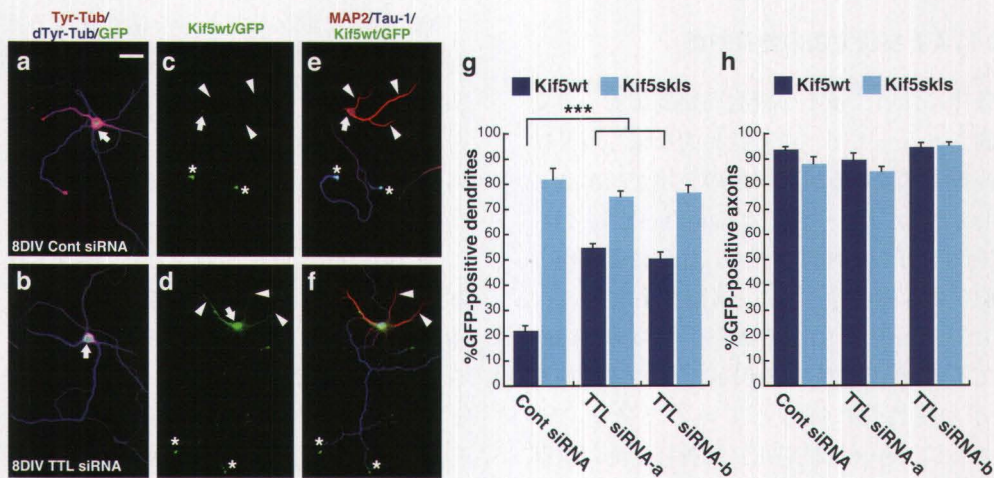 Tyr-Tub/
dTyr-Tub/GFP
Kif5wt/GFP
MAP2/Tau-1/
Kif5wt/GFP
a
c
e
*
*
*
*
8DIV Cont siRNA
b
d
f
*
*
*
*
8DIV TTL siRNA
g
Kif5wt
Kif5skls
***
%GFP-positive dendrites
100
90
80
70
60
50
40
30
20
10
0
Cont siRNA
TTL siRNA-a
TTL siRNA-b
h
Kif5wt
Kif5skls
%GFP-positive axons
100
90
80
70
60
50
40
30
20
10
0
Cont siRNA
TTL siRNA-a
TTL siRNA-b